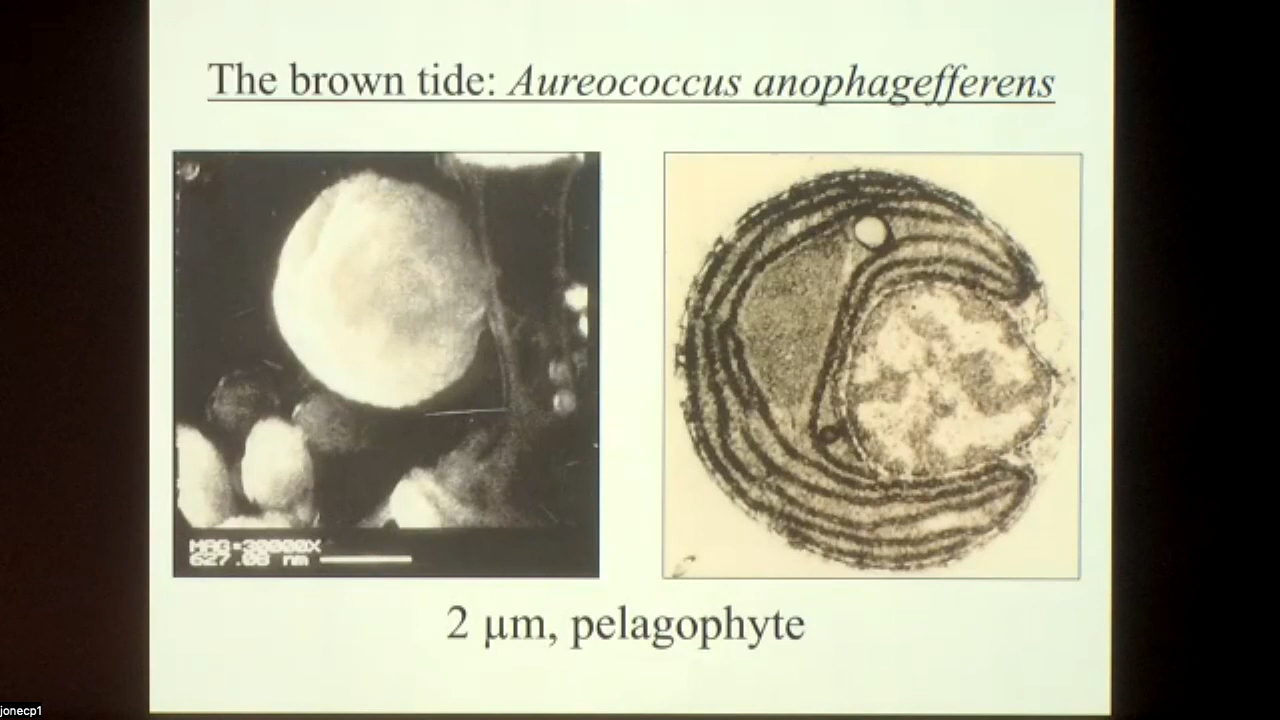 The brown tide: Aureococcus anophagefferens
MAG=30000X
627.08 nm
2 µm, pelagophyte
jonecp1